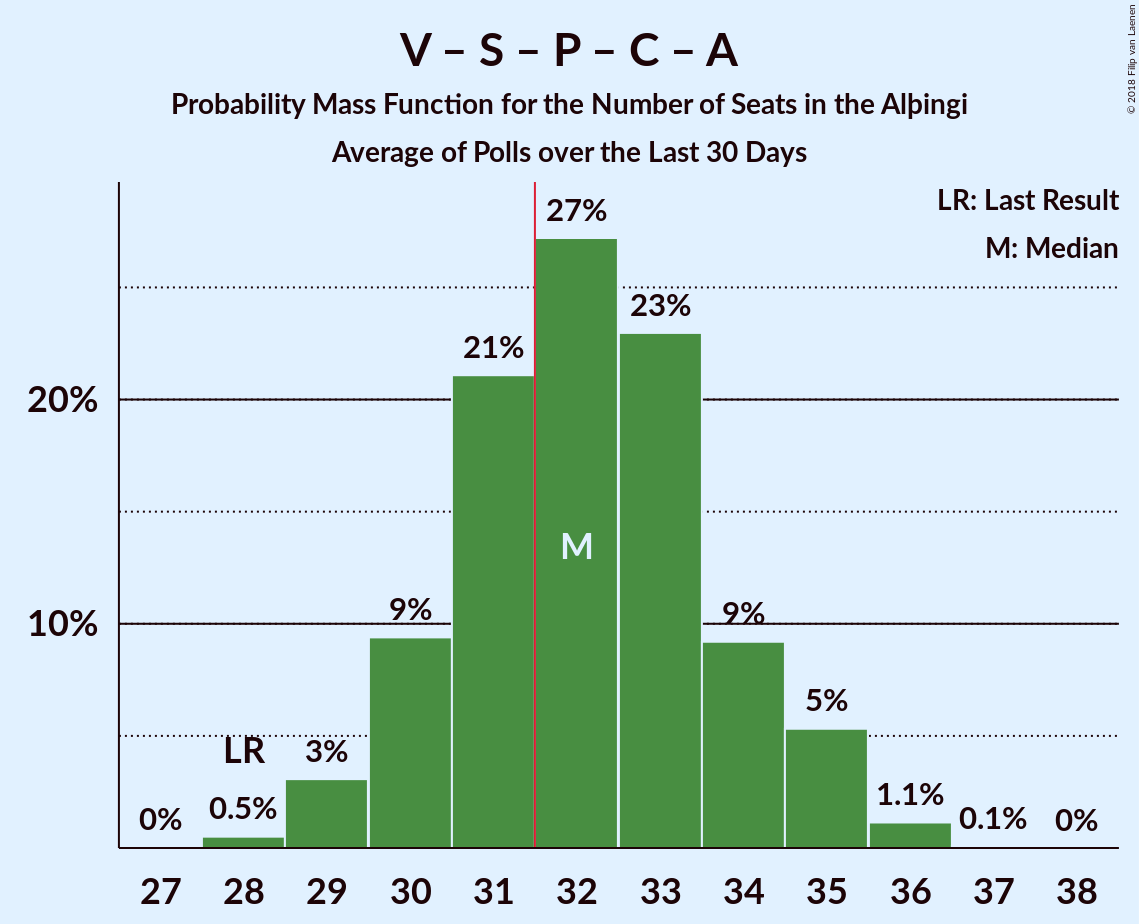 V – S – P – C – A
Probability Mass Function for the Number of Seats in the Alþingi
Average of Polls over the Last 30 Days
© 2018 Filip van Laenen
LR: Last Result
M: Median
27%
23%
21%
20%
M
9%
9%
10%
5%
LR
3%
1.1%
0.5%
0%
0.1%
0%
27 28 29 30 31 32 33 34 35 36 37 38